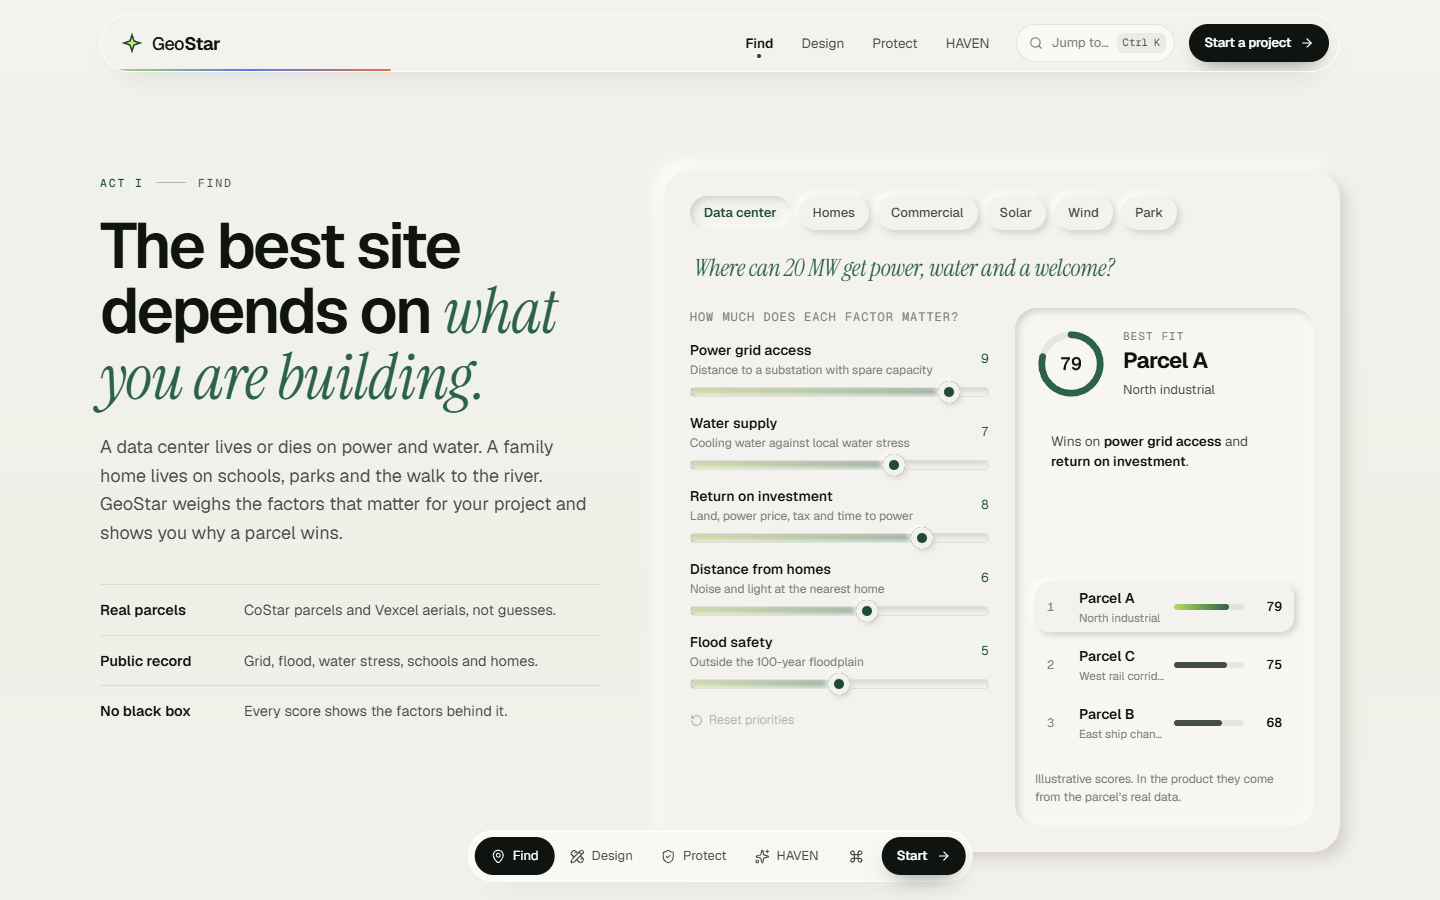 GeoStar
Find
Design
Protect
HAVEN
Jump to...
Ctrl K
Start a project
ACT I
FIND
The best site
depends on what
you are building.
A data center lives or dies on power and water. A family
home lives on schools, parks and the walk to the river.
GeoStar weighs the factors that matter for your project and
shows you why a parcel wins.
Real parcels
CoStar parcels and Vexcel aerials, not guesses.
Public record
Grid, flood, water stress, schools and homes.
No black box
Every score shows the factors behind it.
Data center
Homes
Commercial
Solar
Wind
Park
Where can 20 MW get power, water and a welcome?
HOW MUCH DOES EACH FACTOR MATTER?
Power grid access
9
Distance to a substation with spare capacity
Water supply
7
Cooling water against local water stress
Return on investment
8
Land, power price, tax and time to power
Distance from homes
6
Noise and light at the nearest home
Flood safety
5
Outside the 100-year floodplain
Reset priorities
79
BEST FIT
Parcel A
North industrial
Wins on power grid access and
return on investment.
1
Parcel A
North industrial
79
2
Parcel C
West rail corrid...
75
3
Parcel B
East ship chan...
68
Illustrative scores. In the product they come
from the parcel's real data.
Find
Design
Protect
HAVEN
⌘
Start